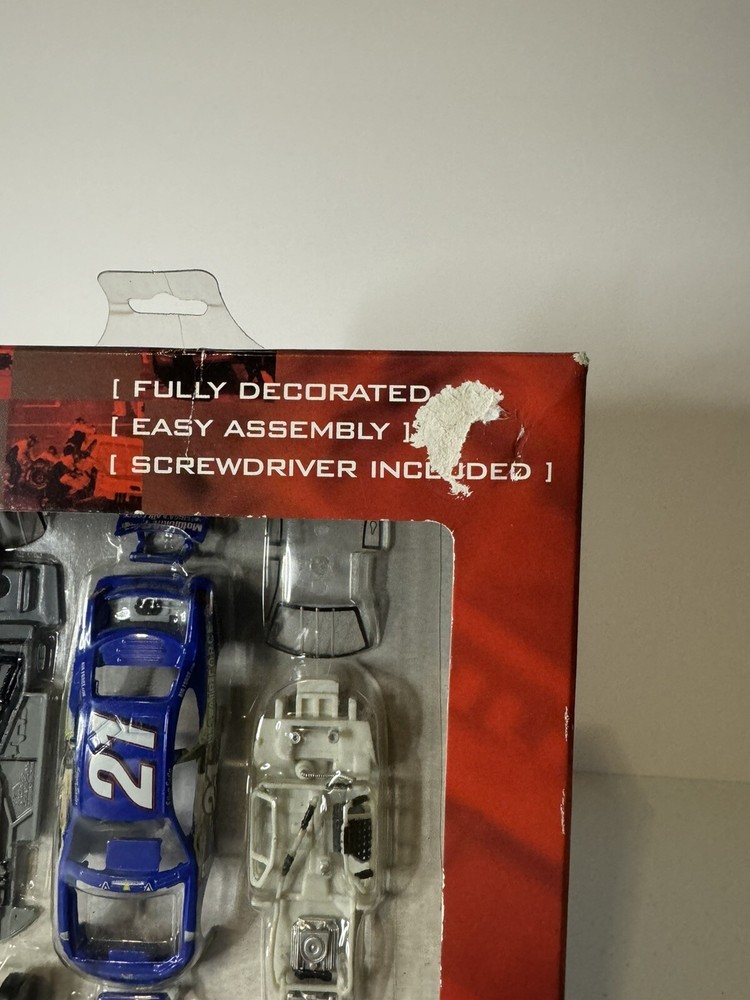 [ FULLY DECORATED
[ EASY ASSEMBLY ]
[ SCREWDRIVER INCLUDED ]
21